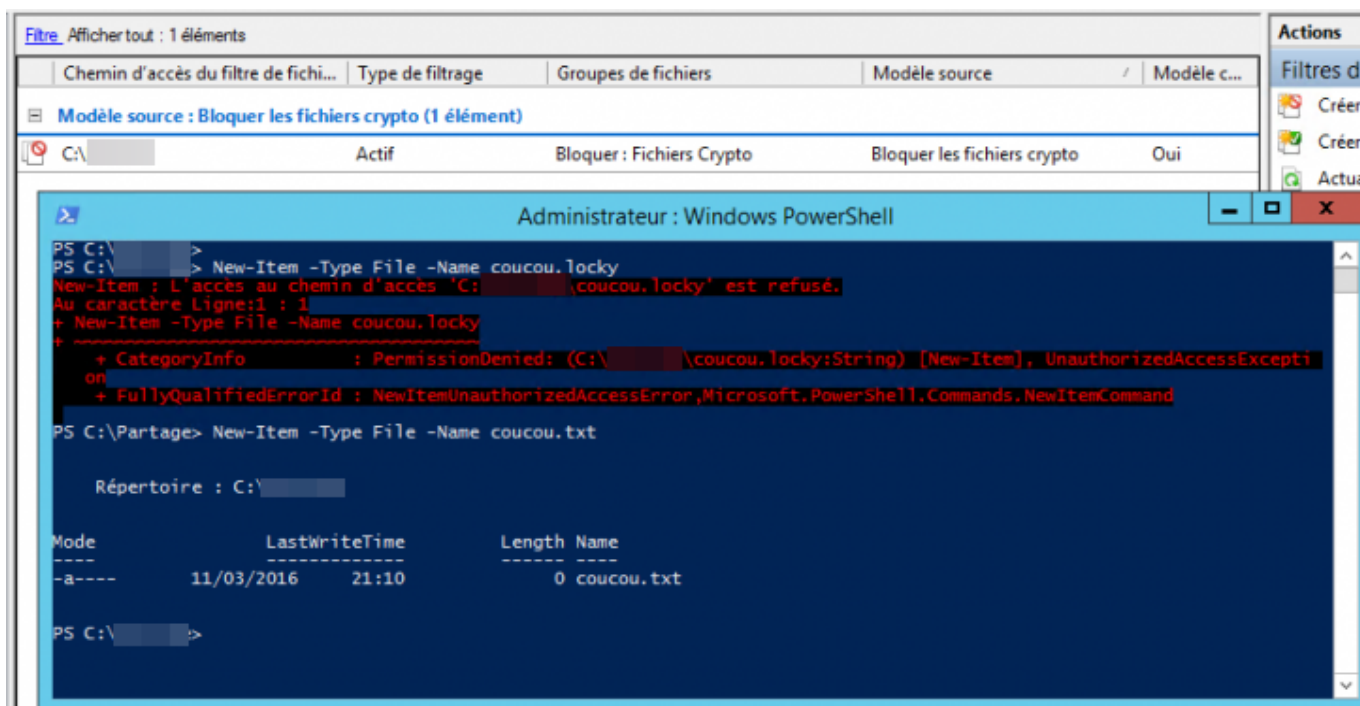 Filtre Afficher tout : 1 éléments
Actions
Chemin d'accès du filtre de fichi... Type de filtrage Groupes de fichiers Modèle source / Modèle c...
Filtres d
Modèle source : Bloquer les fichiers crypto (1 élément)
Créer
C:\ Actif Bloquer : Fichiers Crypto Bloquer les fichiers crypto Oui
Créer
Actua
Administrateur : Windows PowerShell
PS C:\ >
PS C:\ > New-Item -Type File -Name coucou.locky
New-Item : L'accès au chemin d'accès 'C: \coucou.locky' est refusé.
Au caractère Ligne:1 : 1
+ New-Item -Type File -Name coucou.locky
+ ~~~~~~~~~~~~~~~~~~~~~~~~~~~~~~~~~~~~~~
+ CategoryInfo : PermissionDenied: (C:\ \coucou.locky:String) [New-Item], UnauthorizedAccessExcepti
on
+ FullyQualifiedErrorId : NewItemUnauthorizedAccessError,Microsoft.PowerShell.Commands.NewItemCommand
PS C:\Partage> New-Item -Type File -Name coucou.txt
Répertoire : C:\
Mode LastWriteTime Length Name
---- ------------- ------ ----
-a---- 11/03/2016 21:10 0 coucou.txt
PS C:\ >